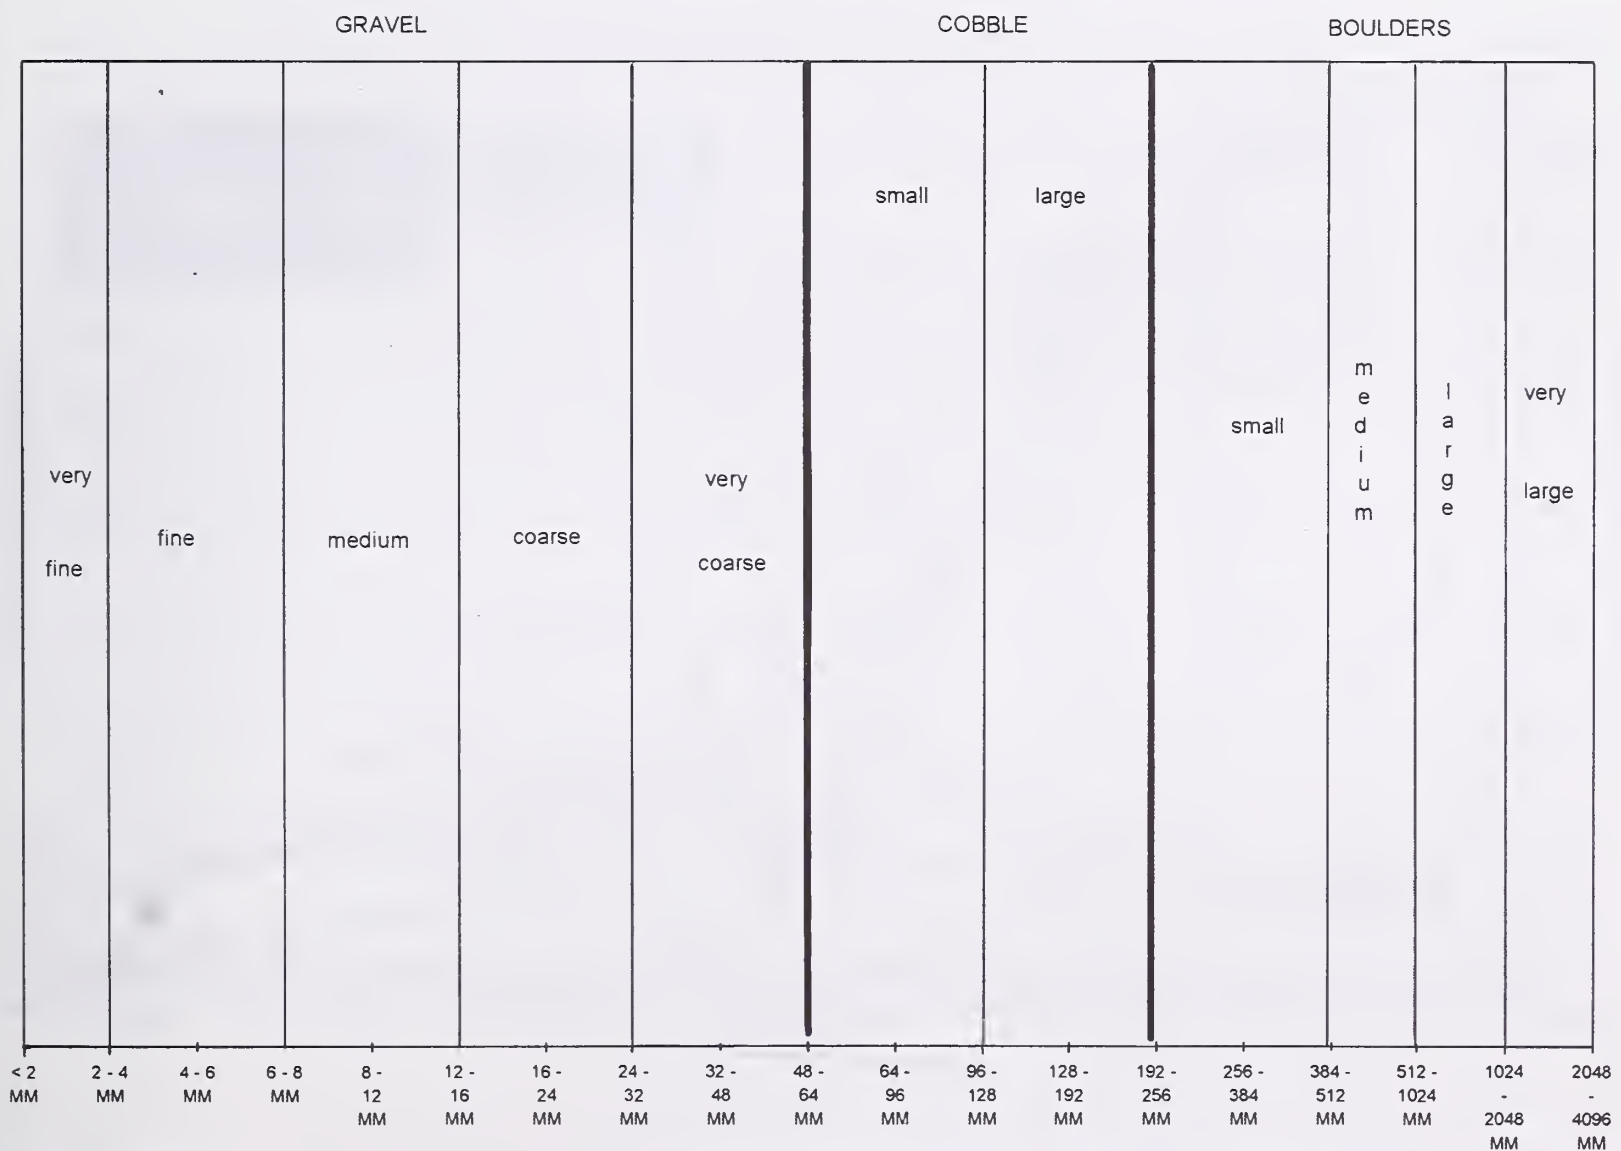 GRAVEL COBBLE BOULDERS
small large
very
fine
fine
medium
coarse
very
coarse
small
m
e
d
i
u
m
l
a
r
g
e
very
large
< 2 2 - 4 4 - 6 6 - 8 8 - 12 - 16 - 24 - 32 - 48 - 64 - 96 - 128 - 192 - 256 - 384 - 512 - 1024 2048
MM MM MM MM 12 16 24 32 48 64 96 128 192 256 384 512 1024 - -
MM MM MM MM MM MM MM MM MM MM MM MM MM 2048 4096
MM MM